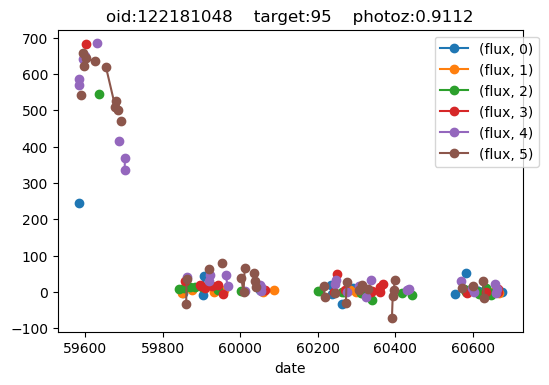 oid:122181048    target:95    photoz:0.9112
700
600
500
400
300
200
100
0
−100
59600
59800
60000
60200
60400
60600
date
(flux, 0)
(flux, 1)
(flux, 2)
(flux, 3)
(flux, 4)
(flux, 5)